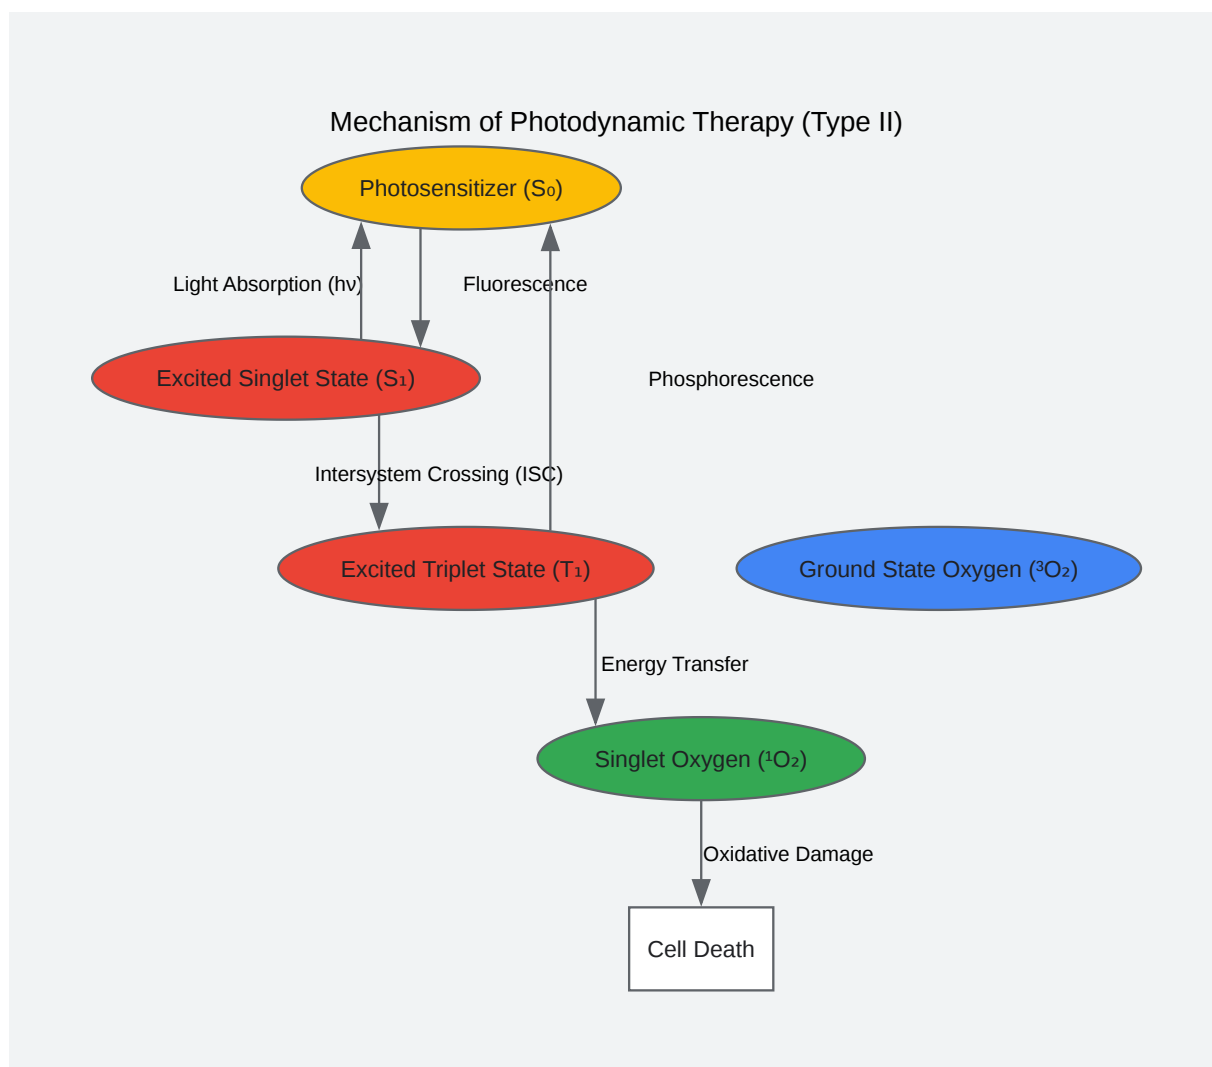 Mechanism of Photodynamic Therapy (Type II)
Photosensitizer (S₀)
Light Absorption (hν)
Fluorescence
Excited Singlet State (S₁)
Phosphorescence
Intersystem Crossing (ISC)
Excited Triplet State (T₁)
Ground State Oxygen (³O₂)
Energy Transfer
Singlet Oxygen (¹O₂)
Oxidative Damage
Cell Death